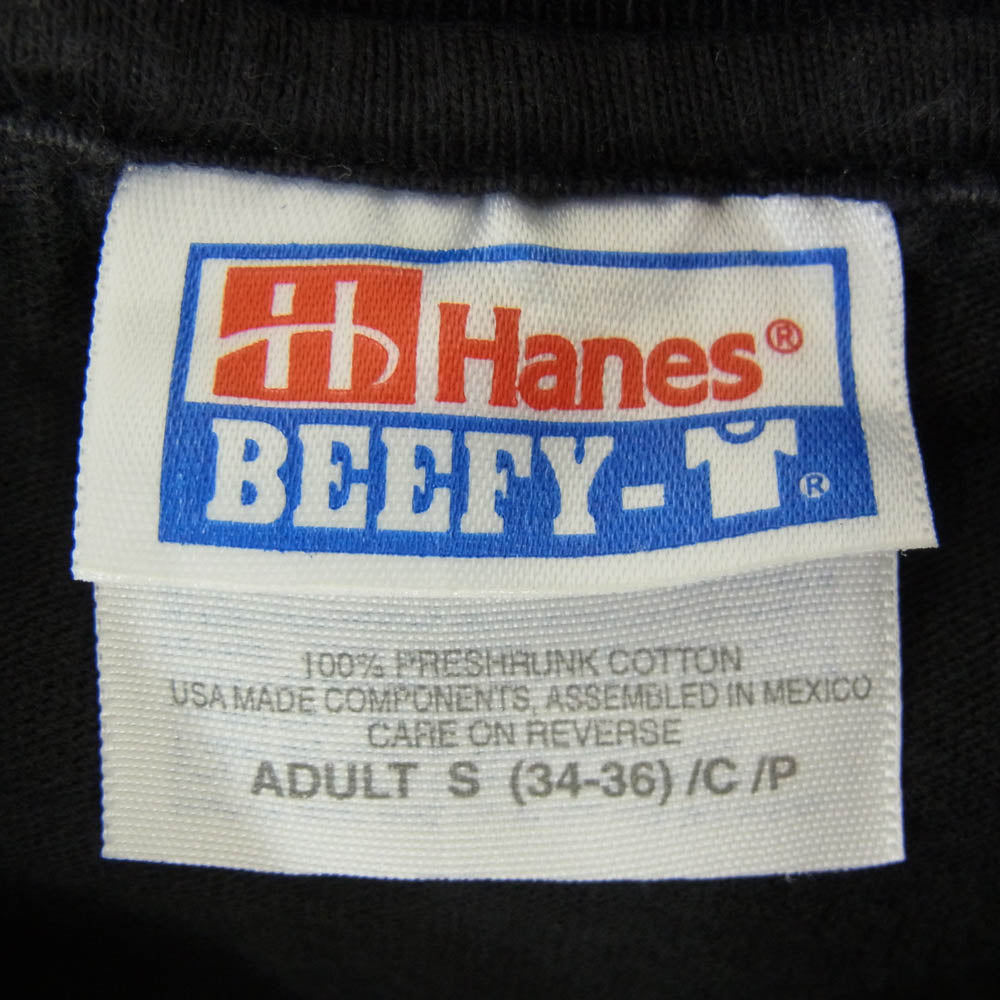 H Hanes®
BEEFY-T®
100% PRESHRUNK COTTON
USA MADE COMPONENTS, ASSEMBLED IN MEXICO
CARE ON REVERSE
ADULT S (34-36) /C /P